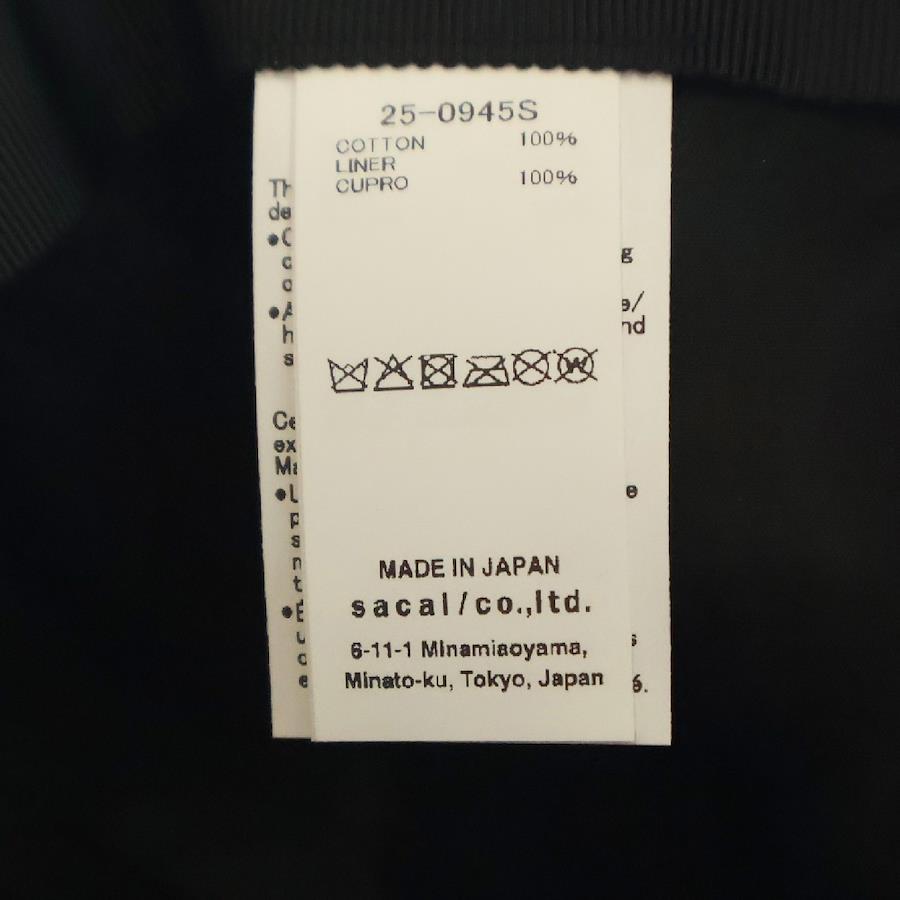 25-0945S
COTTON 100%
LINER
CUPRO 100%
W
MADE IN JAPAN
sacai/co.,ltd.
6-11-1 Minamiaoyama,
Minato-ku, Tokyo, Japan